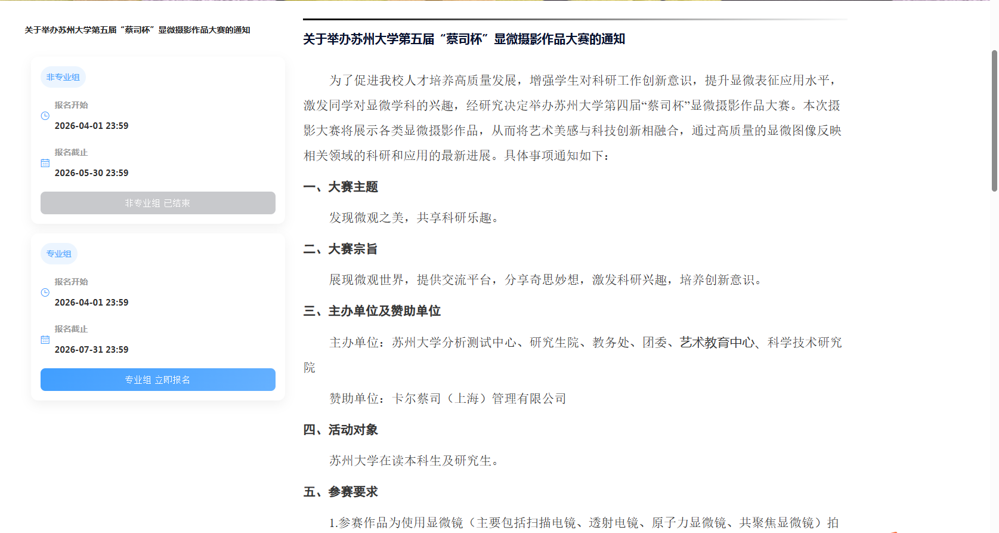 关于举办苏州大学第五届“蔡司杯”显微摄影作品大赛的通知
非专业组
报名开始
2026-04-01 23:59
报名截止
2026-05-30 23:59
非专业组 已结束
专业组
报名开始
2026-04-01 23:59
报名截止
2026-07-31 23:59
专业组 立即报名
关于举办苏州大学第五届“蔡司杯”显微摄影作品大赛的通知
为了促进我校人才培养高质量发展，增强学生对科研工作创新意识，提升显微表征应用水平，
激发同学对显微学科的兴趣，经研究决定举办苏州大学第四届“蔡司杯”显微摄影作品大赛。本次摄
影大赛将展示各类显微摄影作品，从而将艺术美感与科技创新相融合，通过高质量的显微图像反映
相关领域的科研和应用的最新进展。具体事项通知如下：
一、大赛主题
发现微观之美，共享科研乐趣。
二、大赛宗旨
展现微观世界，提供交流平台，分享奇思妙想，激发科研兴趣，培养创新意识。
三、主办单位及赞助单位
主办单位：苏州大学分析测试中心、研究生院、教务处、团委、艺术教育中心、科学技术研究
院
赞助单位：卡尔蔡司（上海）管理有限公司
四、活动对象
苏州大学在读本科生及研究生。
五、参赛要求
1.参赛作品为使用显微镜（主要包括扫描电镜、透射电镜、原子力显微镜、共聚焦显微镜）拍